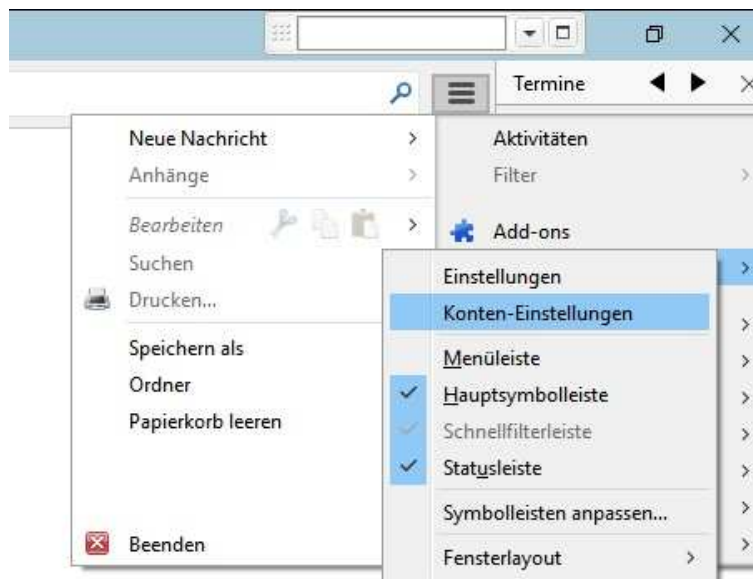 Termine
Neue Nachricht
Anhänge
Bearbeiten
Suchen
Drucken...
Speichern als
Ordner
Papierkorb leeren
Beenden
Aktivitäten
Filter
Add-ons
Einstellungen
Konten-Einstellungen
Menüleiste
Hauptsymbolleiste
Schnellfilterleiste
Statusleiste
Symbolleisten anpassen...
Fensterlayout